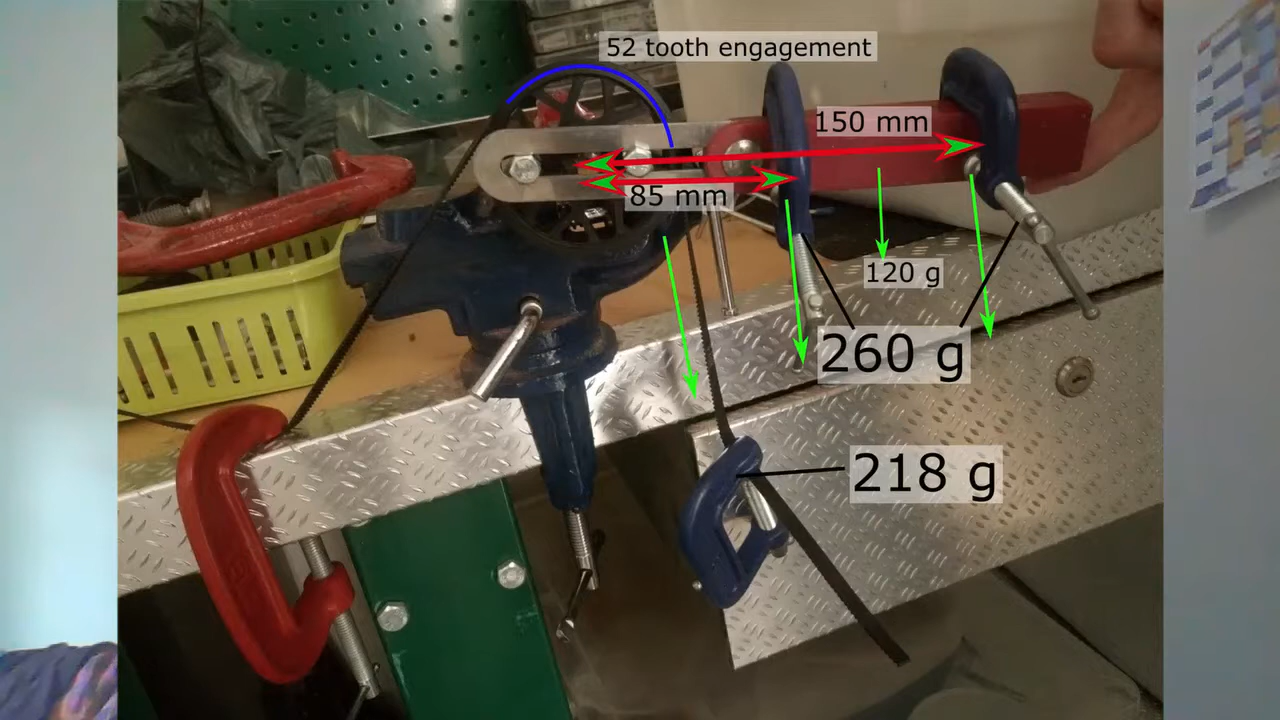 52 tooth engagement
150 mm
85 mm
120 g
260 g
218 g